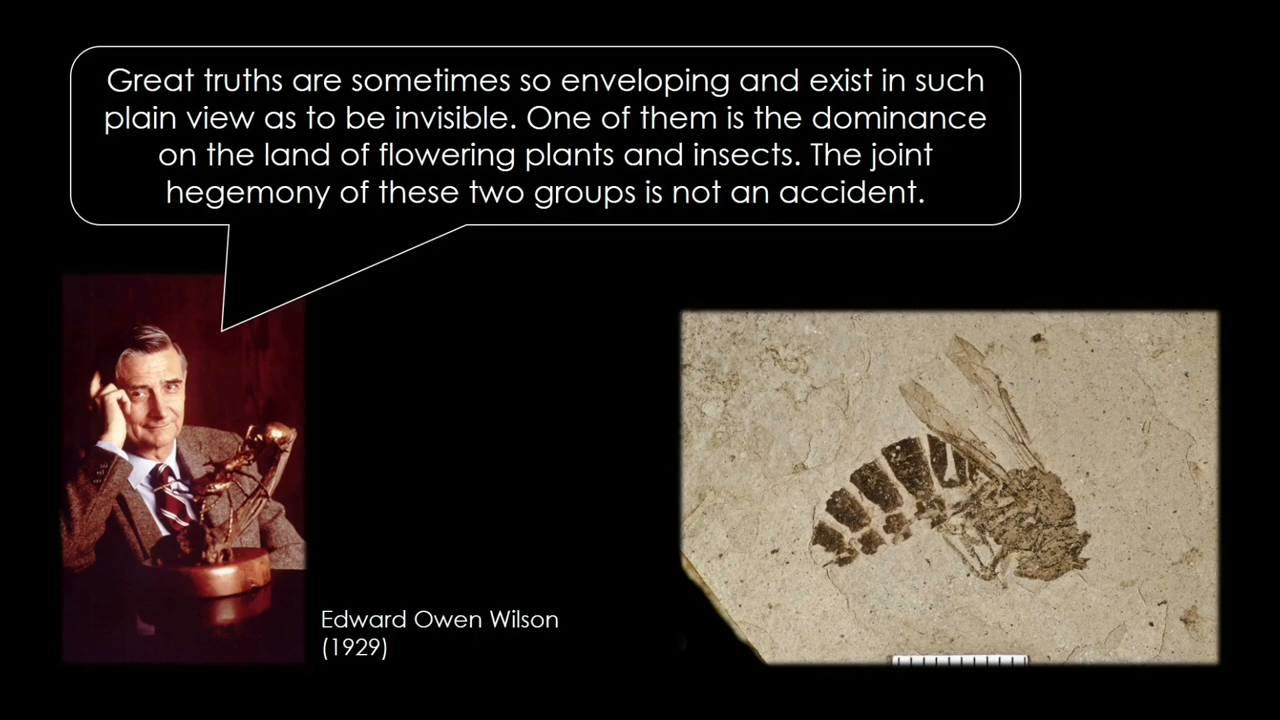 Great truths are sometimes so enveloping and exist in such
plain view as to be invisible. One of them is the dominance
on the land of flowering plants and insects. The joint
hegemony of these two groups is not an accident.
Edward Owen Wilson
(1929)